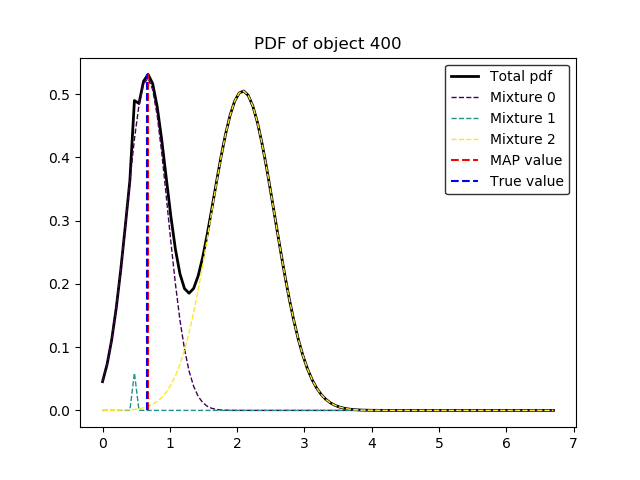 PDF of object 400
Total pdf
Mixture 0
Mixture 1
Mixture 2
MAP value
True value
0.5
0.4
0.3
0.2
0.1
0.0
0 1 2 3 4 5 6 7